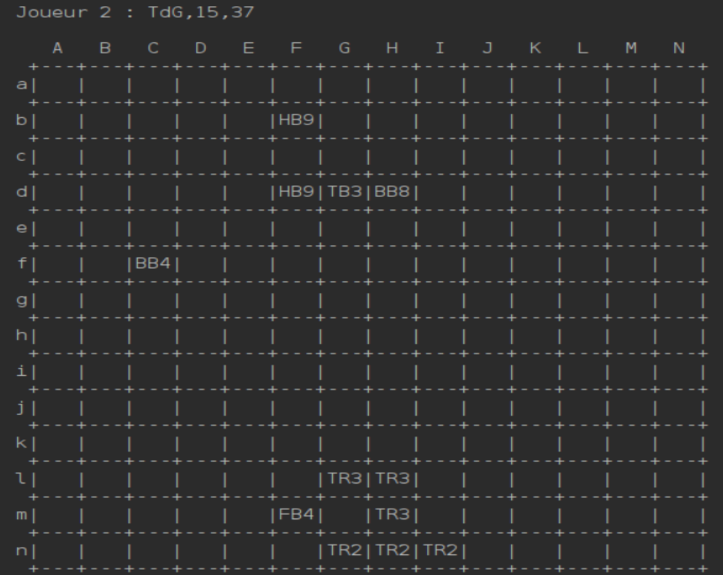 Joueur 2 : TdG,15,37
A B C D E F G H I J K L M N
+---+---+---+---+---+---+---+---+---+---+---+---+---+---+
a| | | | | | | | | | | | | | |
+---+---+---+---+---+---+---+---+---+---+---+---+---+---+
b| | | | | |HB9| | | | | | | | |
+---+---+---+---+---+---+---+---+---+---+---+---+---+---+
c| | | | | | | | | | | | | | |
+---+---+---+---+---+---+---+---+---+---+---+---+---+---+
d| | | | | |HB9|TB3|BB8| | | | | | |
+---+---+---+---+---+---+---+---+---+---+---+---+---+---+
e| | | | | | | | | | | | | | |
+---+---+---+---+---+---+---+---+---+---+---+---+---+---+
f| | |BB4| | | | | | | | | | | |
+---+---+---+---+---+---+---+---+---+---+---+---+---+---+
g| | | | | | | | | | | | | | |
+---+---+---+---+---+---+---+---+---+---+---+---+---+---+
h| | | | | | | | | | | | | | |
+---+---+---+---+---+---+---+---+---+---+---+---+---+---+
i| | | | | | | | | | | | | | |
+---+---+---+---+---+---+---+---+---+---+---+---+---+---+
j| | | | | | | | | | | | | | |
+---+---+---+---+---+---+---+---+---+---+---+---+---+---+
k| | | | | | | | | | | | | | |
+---+---+---+---+---+---+---+---+---+---+---+---+---+---+
l| | | | | | |TR3|TR3| | | | | | |
+---+---+---+---+---+---+---+---+---+---+---+---+---+---+
m| | | | | |FB4| |TR3| | | | | | |
+---+---+---+---+---+---+---+---+---+---+---+---+---+---+
n| | | | | | |TR2|TR2|TR2| | | | | |
+---+---+---+---+---+---+---+---+---+---+---+---+---+---+